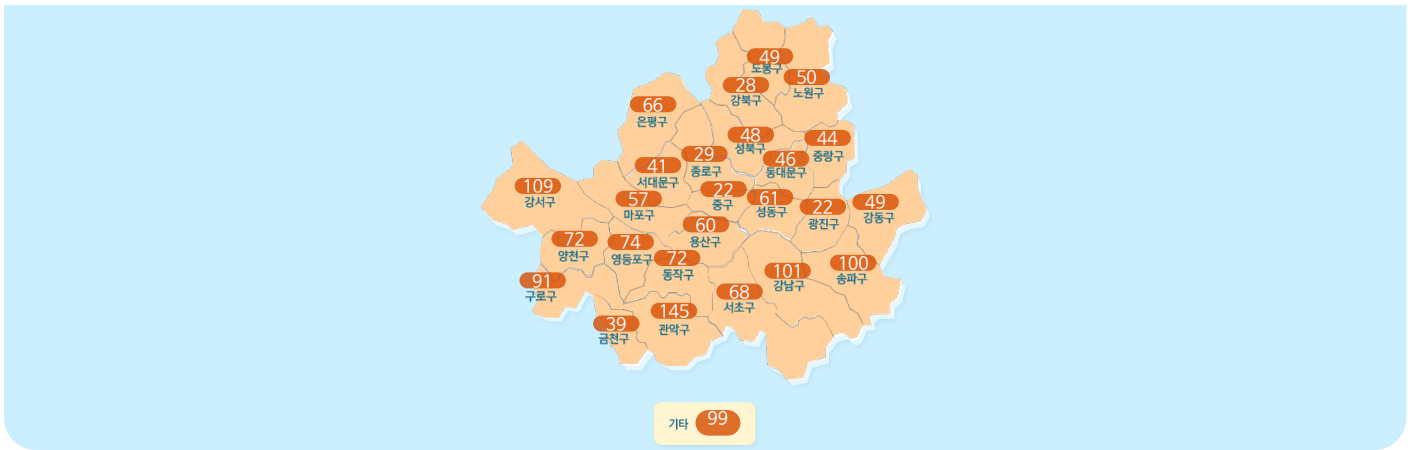 49
도봉구
50
노원구
28
강북구
66
은평구
48
성북구
44
중랑구
29
종로구
46
동대문구
41
서대문구
109
강서구
22
중구
61
성동구
57
마포구
22
광진구
49
강동구
60
용산구
72
양천구
74
영등포구
72
동작구
100
송파구
101
강남구
91
구로구
68
서초구
145
관악구
39
금천구
기타 99